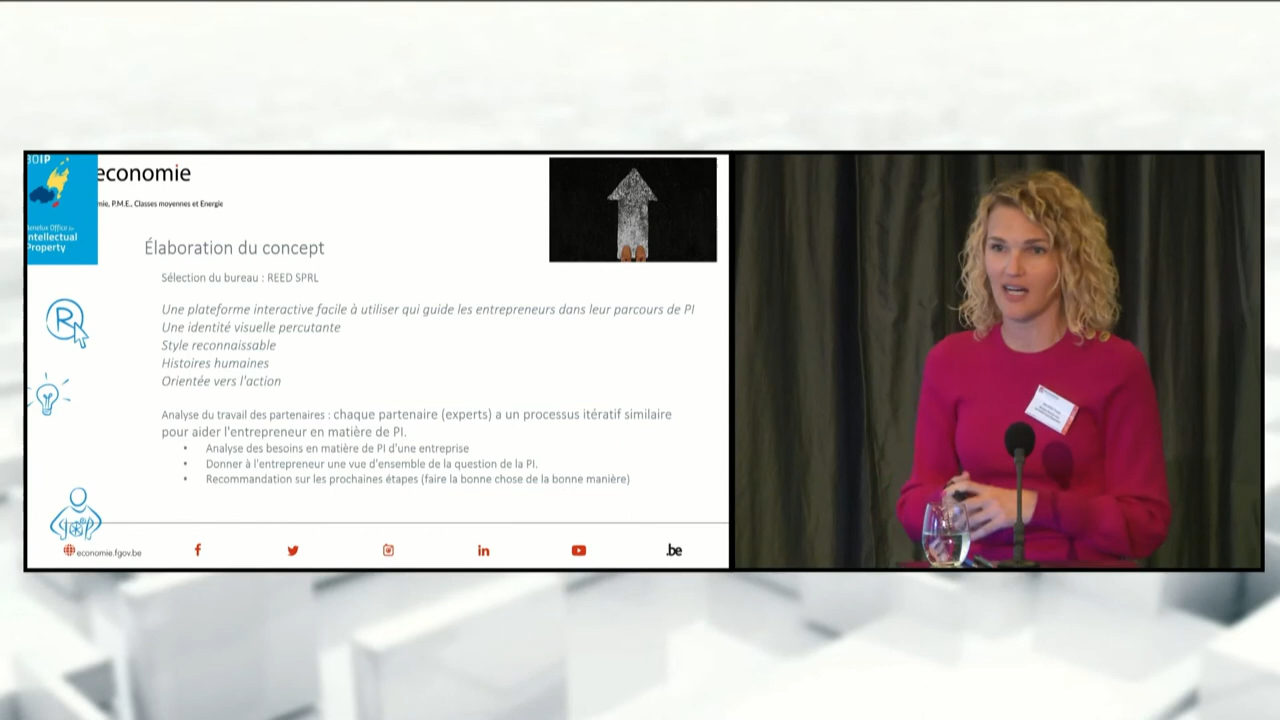 BOIP
Benelux Office for
Intellectual
Property
economie
mie, P.M.E., Classes moyennes et Energie
Élaboration du concept
Sélection du bureau : REED SPRL
Une plateforme interactive facile à utiliser qui guide les entrepreneurs dans leur parcours de PI
Une identité visuelle percutante
Style reconnaissable
Histoires humaines
Orientée vers l'action
Analyse du travail des partenaires : chaque partenaire (experts) a un processus itératif similaire
pour aider l'entrepreneur en matière de PI.
• Analyse des besoins en matière de PI d'une entreprise
• Donner à l'entrepreneur une vue d'ensemble de la question de la PI.
• Recommandation sur les prochaines étapes (faire la bonne chose de la bonne manière)
R
economie.fgov.be
.be